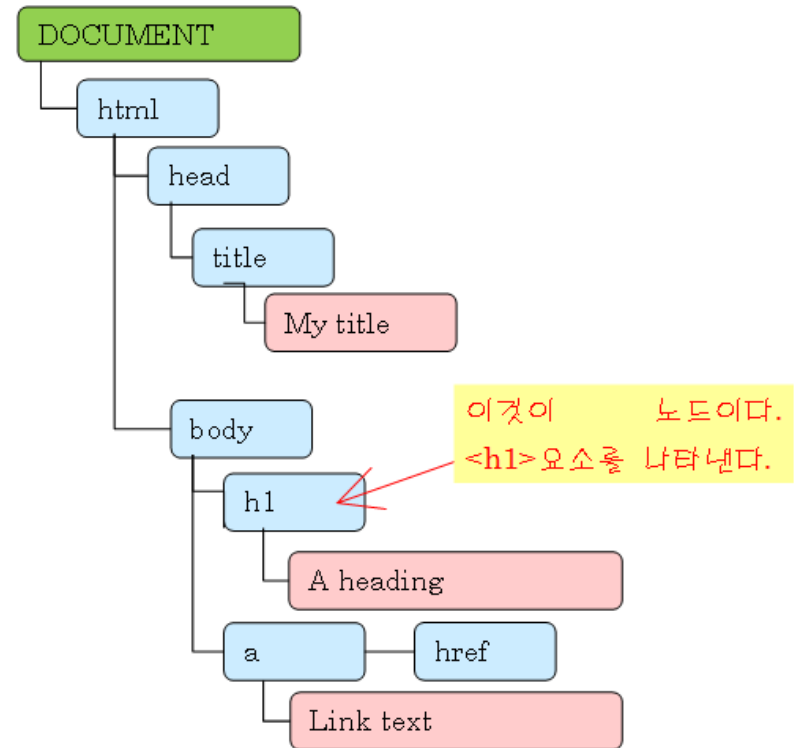 DOCUMENT
html
head
title
My title
body
이것이 노드이다.
<h1>요소를 나타낸다.
h1
A heading
a
href
Link text